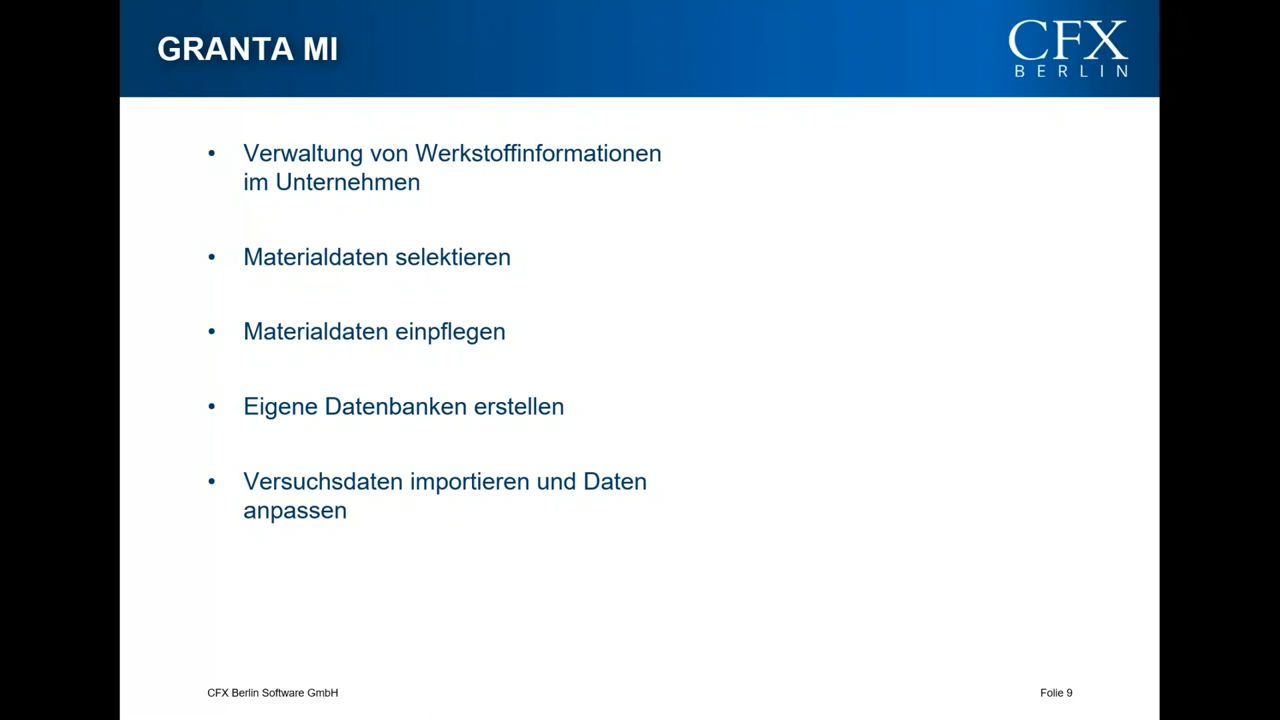 GRANTA MI
CFX
BERLIN
• Verwaltung von Werkstoffinformationen
im Unternehmen
• Materialdaten selektieren
• Materialdaten einpflegen
• Eigene Datenbanken erstellen
• Versuchsdaten importieren und Daten
anpassen
CFX Berlin Software GmbH
Folie 9